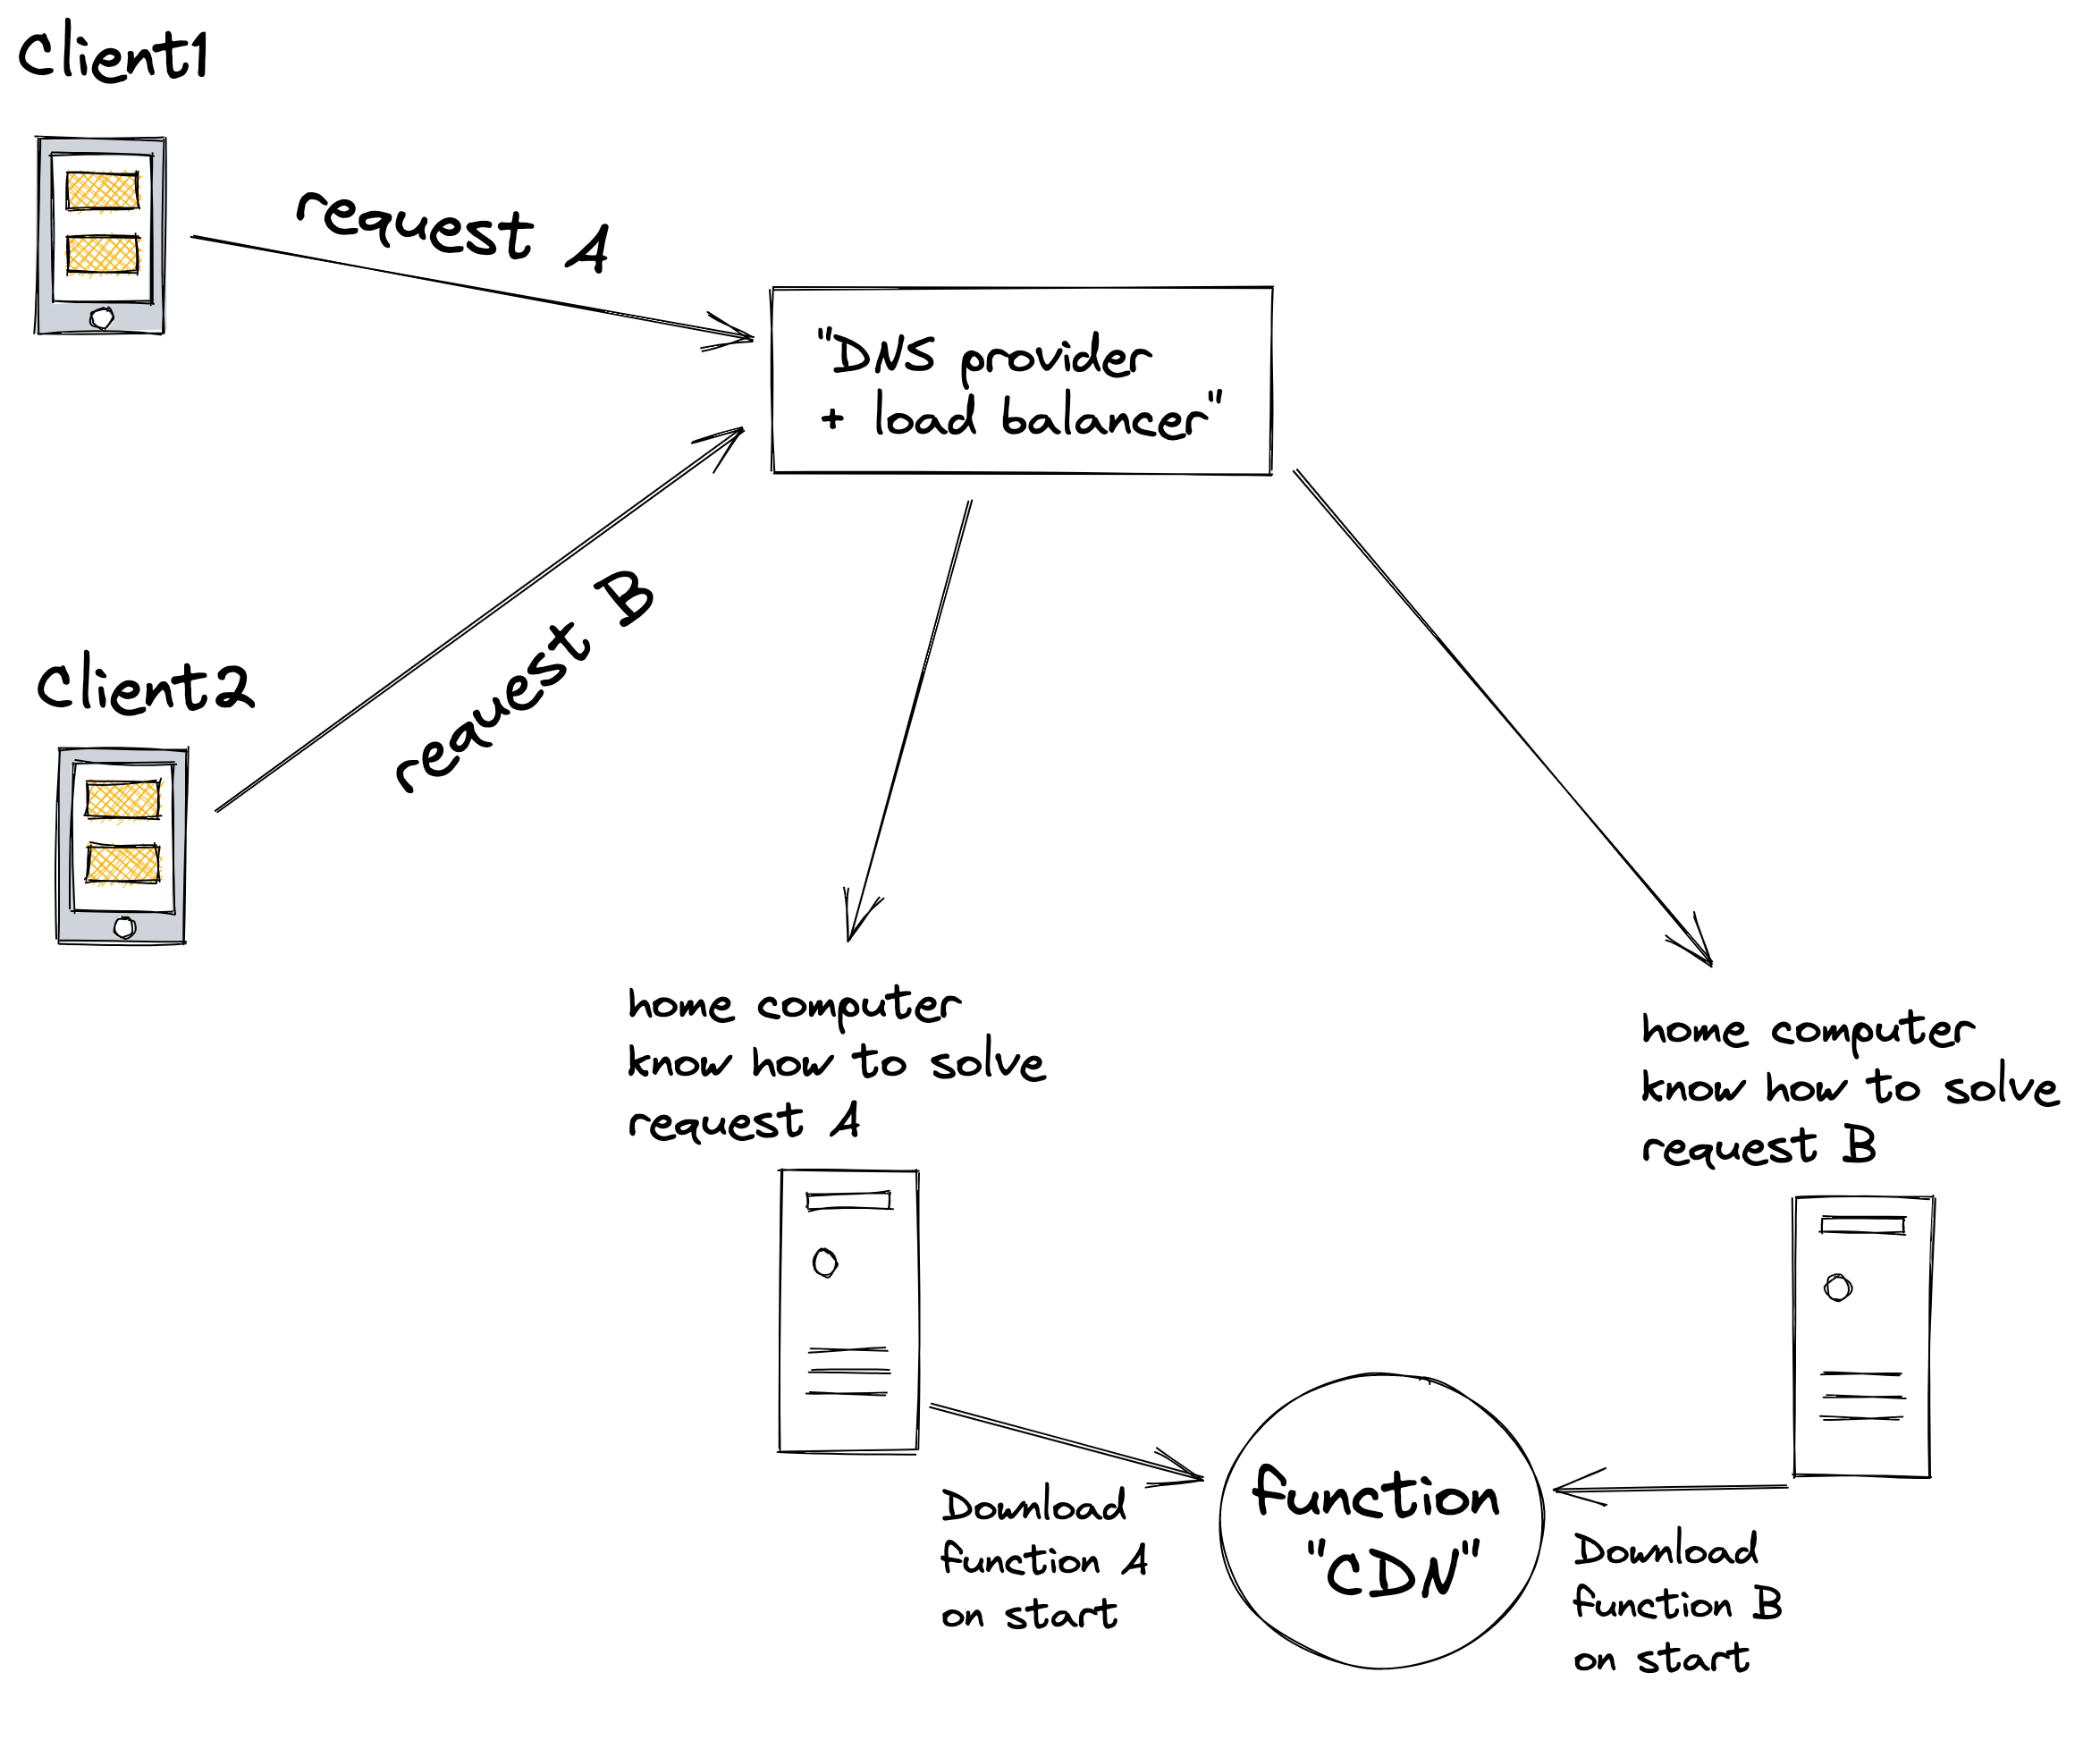 Client1
request A
"DNS provider
+ load balancer"
request B
Client2
home computer
know how to solve
request A
home computer
know how to solve
request B
function
"CDN"
Download
function A
on start
Download
function B
on start